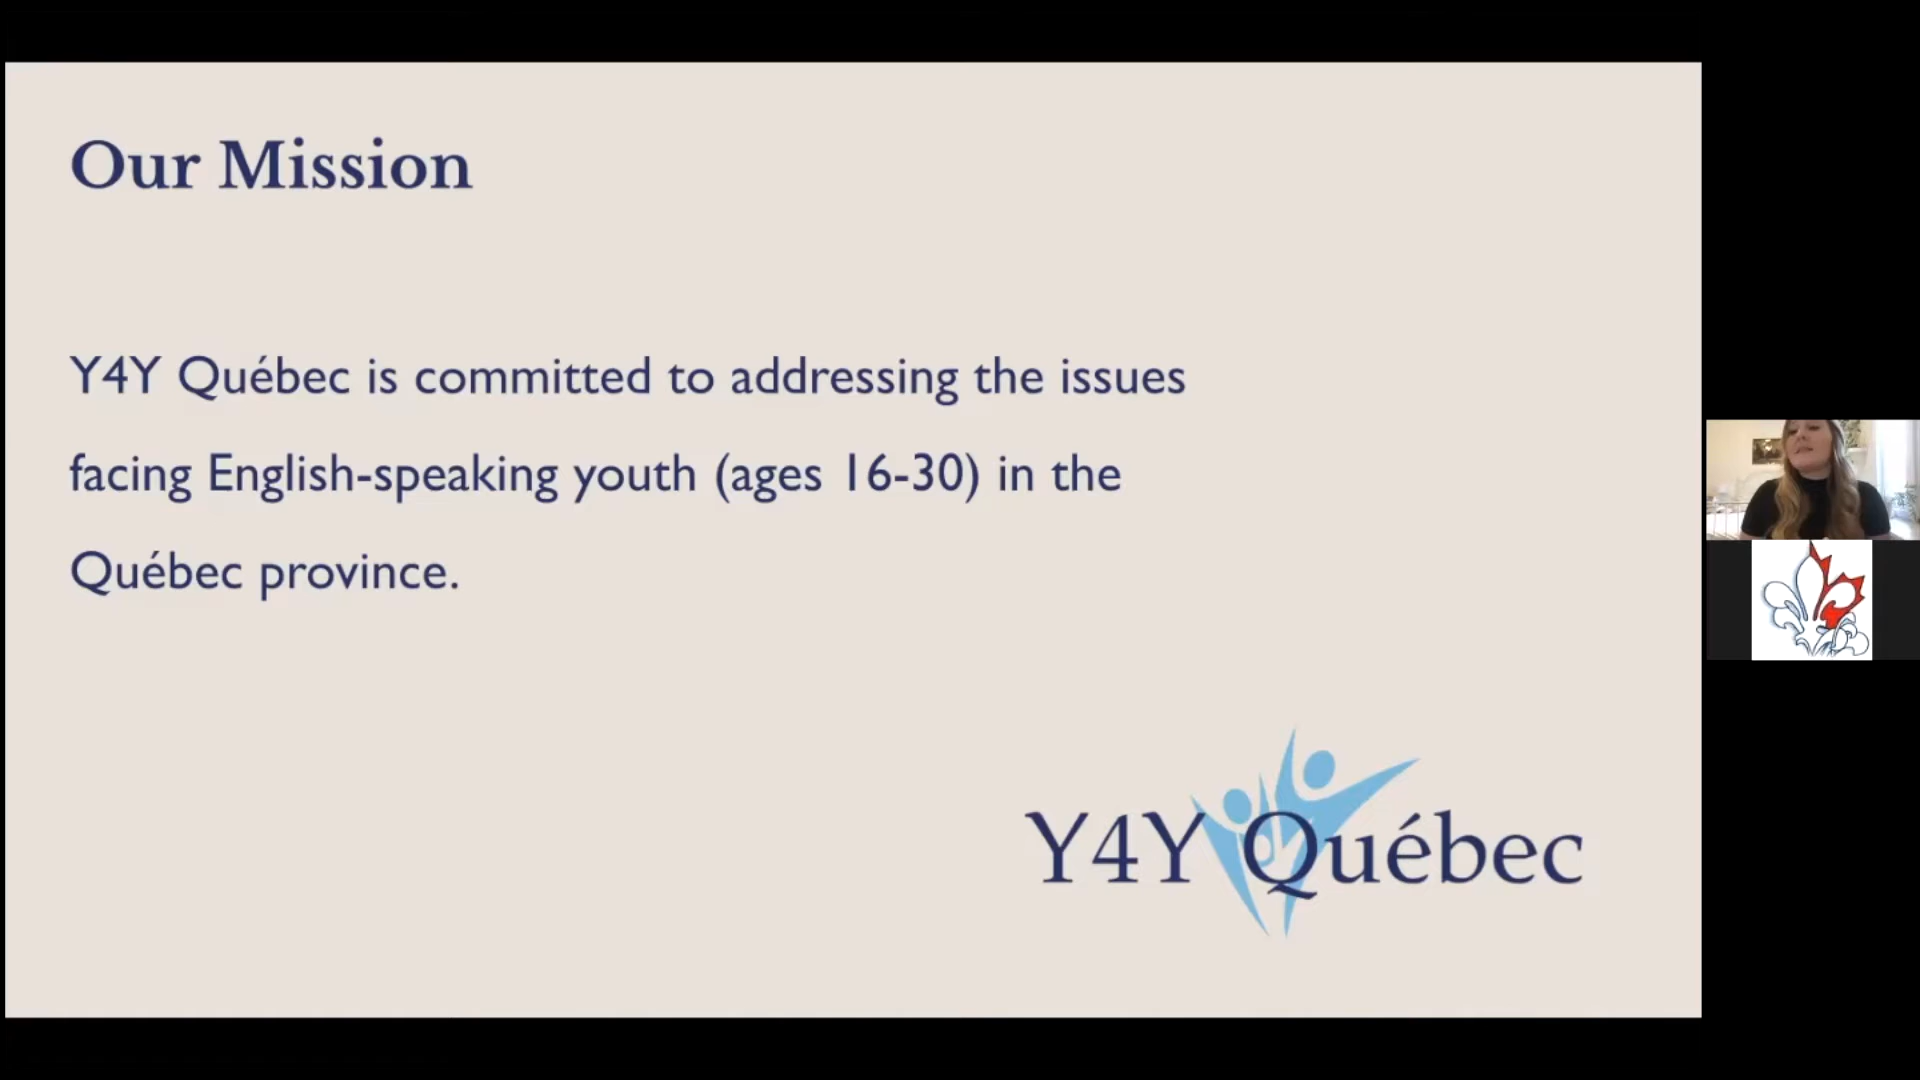 Our Mission
Y4Y Québec is committed to addressing the issues
facing English-speaking youth (ages 16-30) in the
Québec province.
Y4Y Québec